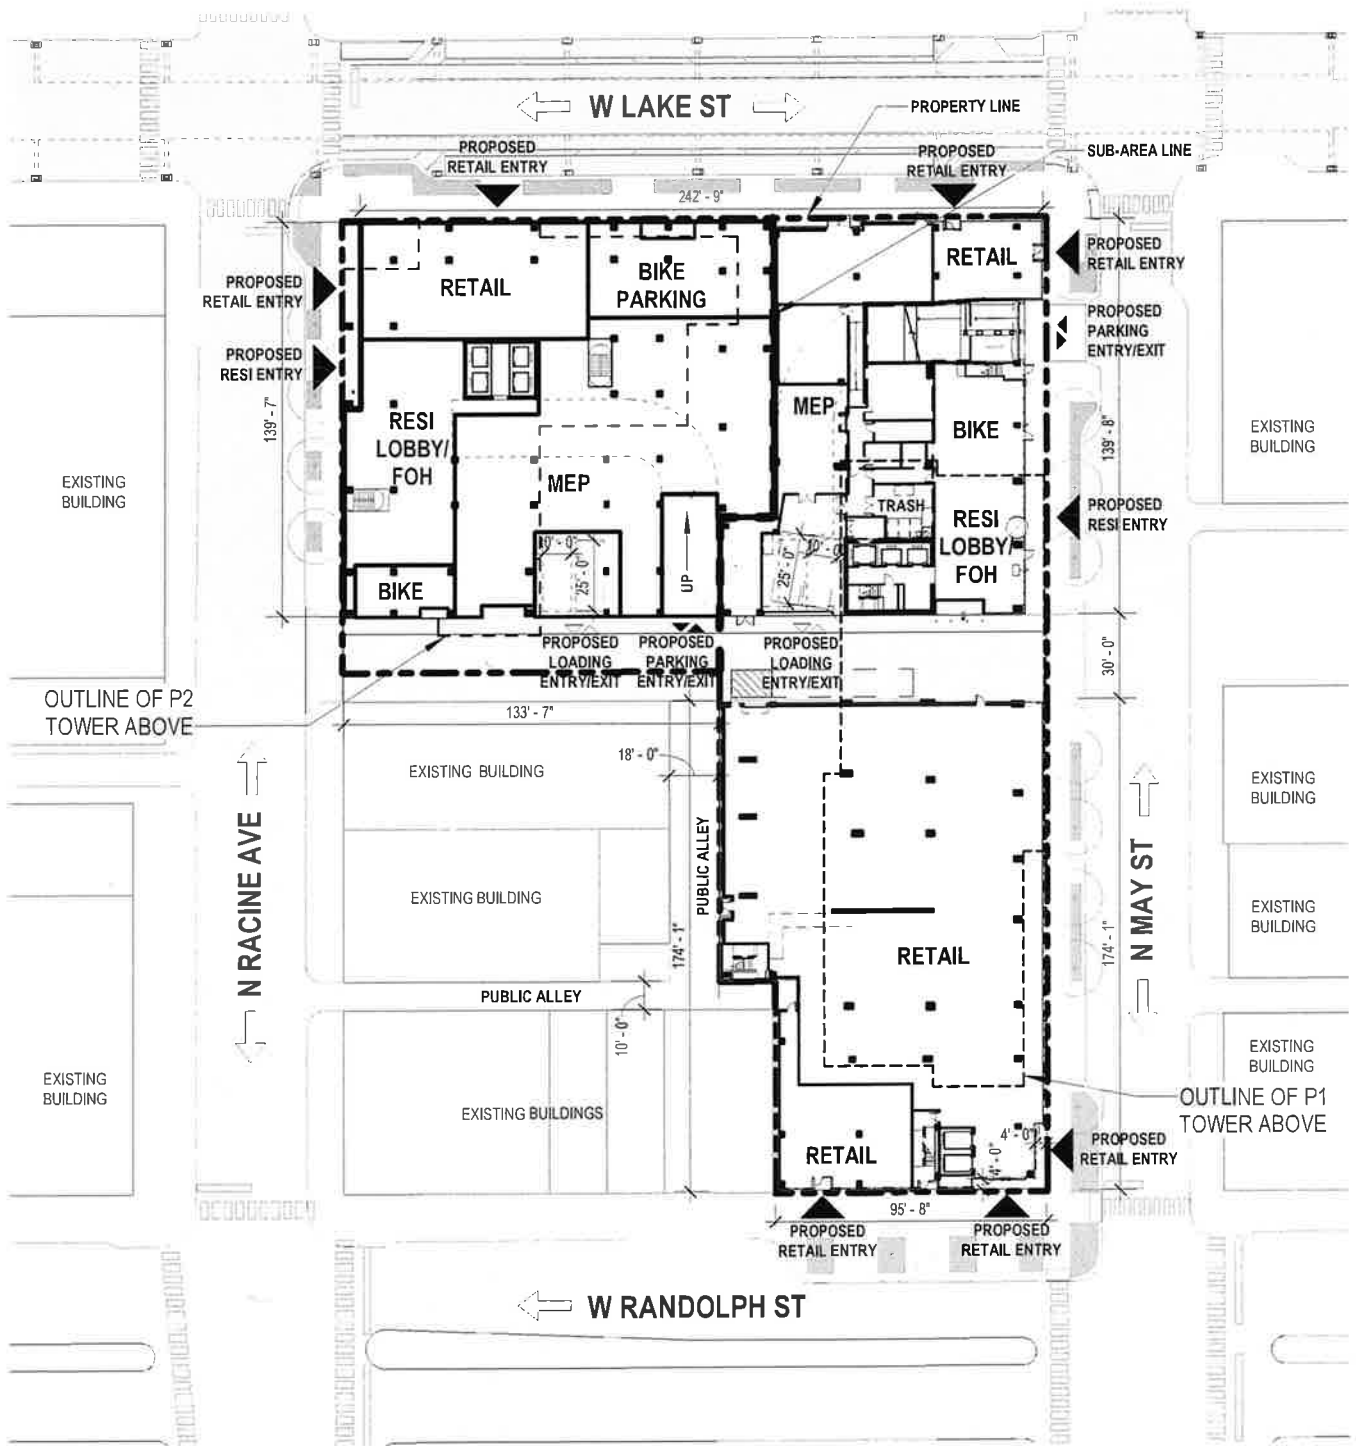 W LAKE ST
PROPERTY LINE
SUB-AREA LINE
PROPOSED
RETAIL ENTRY
PROPOSED
RETAIL ENTRY
242' - 9"
PROPOSED
RETAIL ENTRY
PROPOSED
RESI ENTRY
139' - 7"
RETAIL
BIKE
PARKING
RETAIL
PROPOSED
RETAIL ENTRY
PROPOSED
PARKING
ENTRY/EXIT
RESI
LOBBY/
FOH
MEP
MEP
BIKE
139' - 8"
EXISTING
BUILDING
EXISTING
BUILDING
TRASH
RESI
LOBBY/
FOH
PROPOSED
RESI ENTRY
BIKE
10' - 0"
25' - 0"
UP
25' - 0"
10' - 0"
PROPOSED
LOADING
ENTRY/EXIT
PROPOSED
PARKING
ENTRY/EXIT
PROPOSED
LOADING
ENTRY/EXIT
30' - 0"
OUTLINE OF P2
TOWER ABOVE
133' - 7"
18' - 0"
EXISTING BUILDING
EXISTING
BUILDING
N RACINE AVE
EXISTING BUILDING
PUBLIC ALLEY
174' - 1"
RETAIL
174' - 1"
N MAY ST
EXISTING
BUILDING
PUBLIC ALLEY
10' - 0"
EXISTING
BUILDING
EXISTING
BUILDING
EXISTING BUILDINGS
OUTLINE OF P1
TOWER ABOVE
RETAIL
4' - 0"
4' - 0"
PROPOSED
RETAIL ENTRY
95' - 8"
PROPOSED
RETAIL ENTRY
PROPOSED
RETAIL ENTRY
W RANDOLPH ST